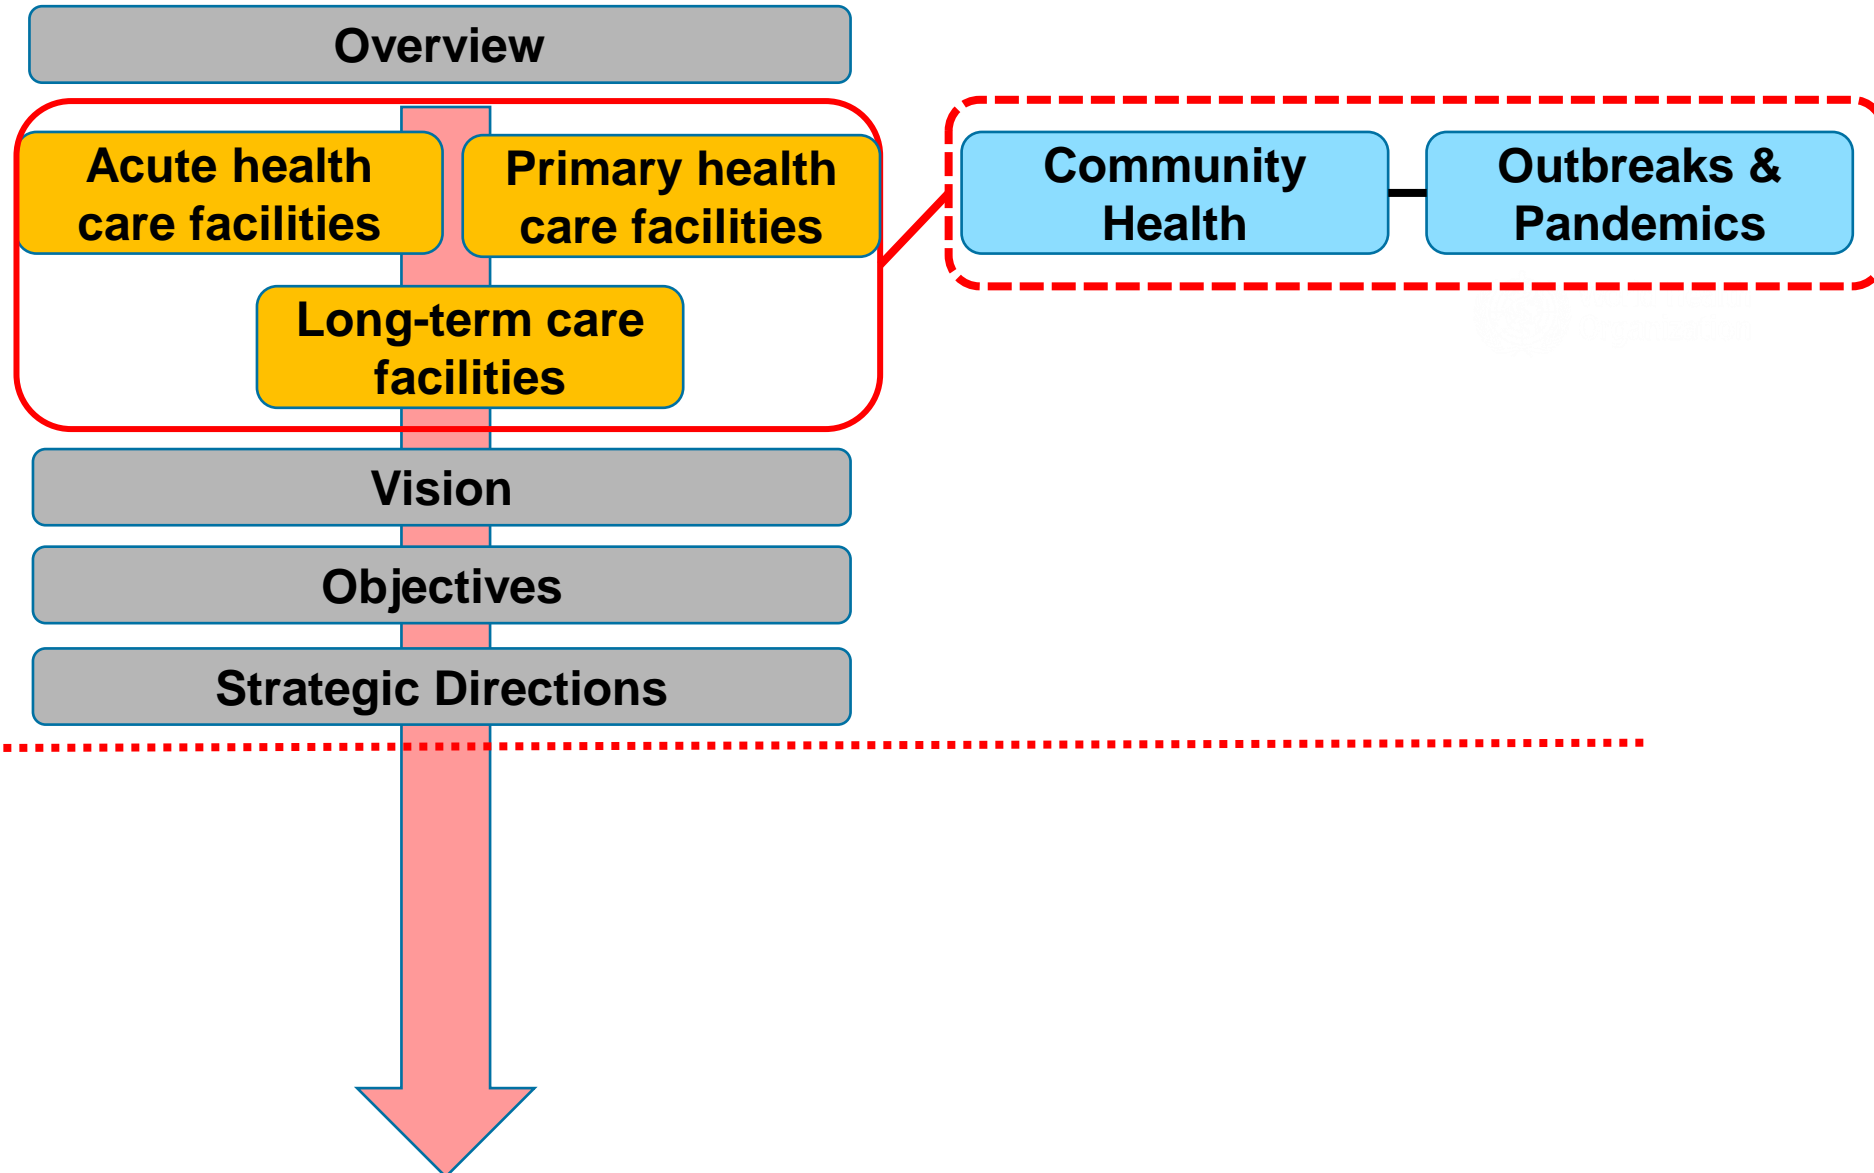 Overview
Acute health
care facilities
Primary health
care facilities
Long-term care
facilities
Community
Health
Outbreaks &
Pandemics
Vision
Objectives
Strategic Directions